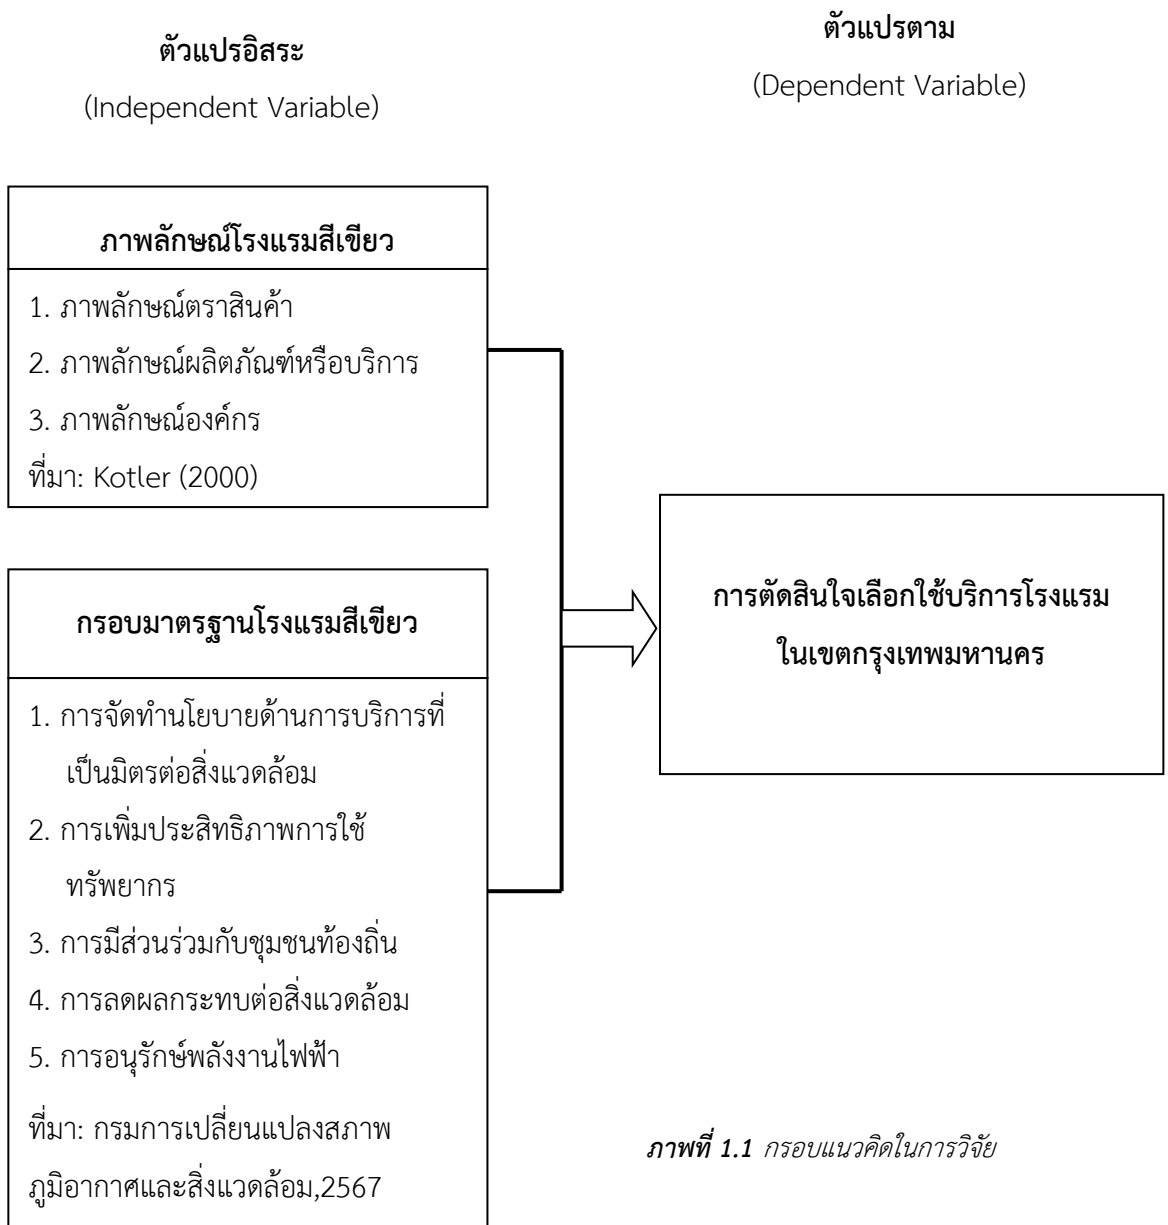 ตัวแปรอิสระ
(Independent Variable)
ตัวแปรตาม
(Dependent Variable)
ภาพลักษณ์โรงแรมสีเขียว
1. ภาพลักษณ์ตราสินค้า
2. ภาพลักษณ์ผลิตภัณฑ์หรือบริการ
3. ภาพลักษณ์องค์กร
ที่มา: Kotler (2000)
กรอบมาตรฐานโรงแรมสีเขียว
1. การจัดทำนโยบายด้านการบริการที่
เป็นมิตรต่อสิ่งแวดล้อม
2. การเพิ่มประสิทธิภาพการใช้
ทรัพยากร
3. การมีส่วนร่วมกับชุมชนท้องถิ่น
4. การลดผลกระทบต่อสิ่งแวดล้อม
5. การอนุรักษ์พลังงานไฟฟ้า
ที่มา: กรมการเปลี่ยนแปลงสภาพ
ภูมิอากาศและสิ่งแวดล้อม,2567
การตัดสินใจเลือกใช้บริการโรงแรม
ในเขตกรุงเทพมหานคร
ภาพที่ 1.1 กรอบแนวคิดในการวิจัย